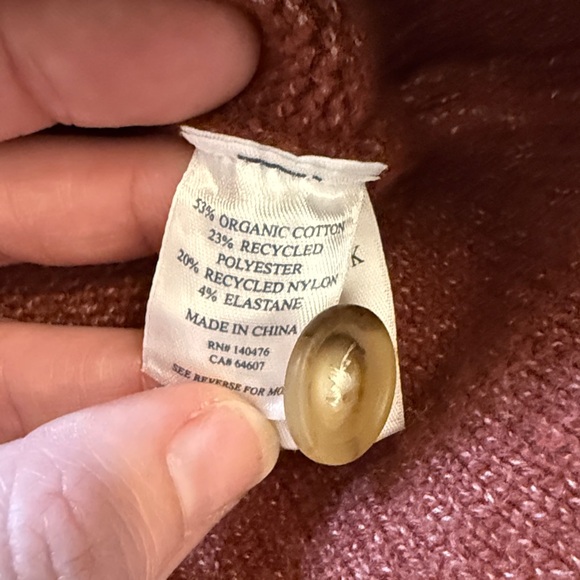 53% ORGANIC COTTON
23% RECYCLED
POLYESTER
20% RECYCLED NYLON
4% ELASTANE
MADE IN CHINA
RN# 140476
CA# 64607
SEE REVERSE FOR
K